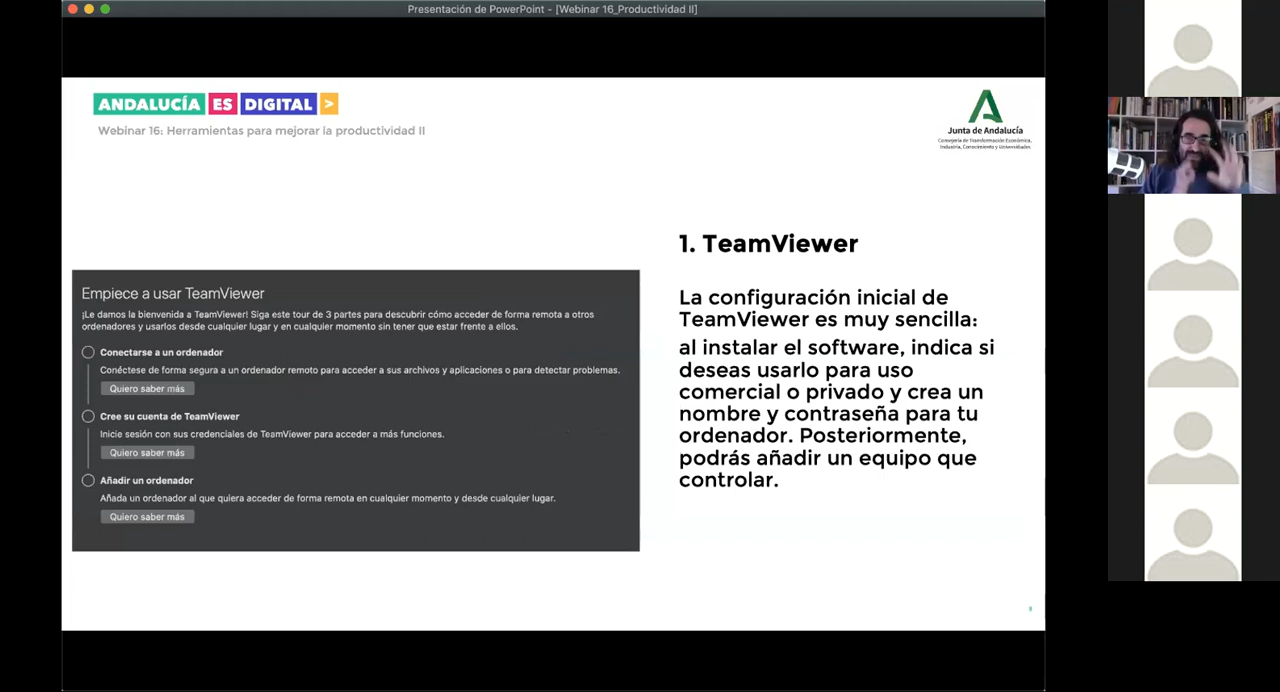 Presentación de PowerPoint - [Webinar 16_Productividad II]
ANDALUCÍA ES DIGITAL >
Webinar 16: Herramientas para mejorar la productividad II
Junta de Andalucía
Consejería de Transformación Económica,
Industria, Conocimiento y Universidades
Empiece a usar TeamViewer
¡Le damos la bienvenida a TeamViewer! Siga este tour de 3 partes para descubrir cómo acceder de forma remota a otros
ordenadores y usarlos desde cualquier lugar y en cualquier momento sin tener que estar frente a ellos.
Conectarse a un ordenador
Conéctese de forma segura a un ordenador remoto para acceder a sus archivos y aplicaciones o para detectar problemas.
Quiero saber más
Cree su cuenta de TeamViewer
Inicie sesión con sus credenciales de TeamViewer para acceder a más funciones.
Quiero saber más
Añadir un ordenador
Añada un ordenador al que quiera acceder de forma remota en cualquier momento y desde cualquier lugar.
Quiero saber más
1. TeamViewer
La configuración inicial de
TeamViewer es muy sencilla:
al instalar el software, indica si
deseas usarlo para uso
comercial o privado y crea un
nombre y contraseña para tu
ordenador. Posteriormente,
podrás añadir un equipo que
controlar.